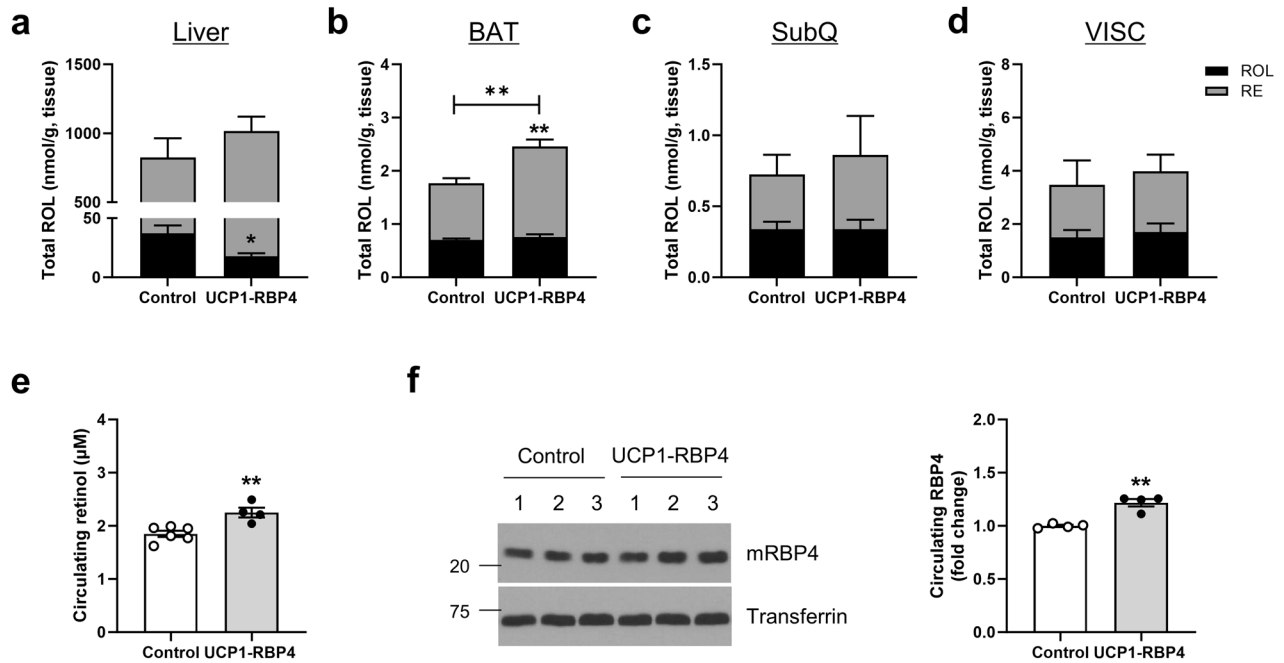 a
Liver
Total ROL (nmol/g, tissue)
1500
1000
500
50
0
*
Control
UCP1-RBP4
b
BAT
Total ROL (nmol/g, tissue)
4
3
2
1
0
**
**
Control
UCP1-RBP4
c
SubQ
Total ROL (nmol/g, tissue)
1.5
1.0
0.5
0.0
Control
UCP1-RBP4
d
VISC
Total ROL (nmol/g, tissue)
8
6
4
2
0
Control
UCP1-RBP4
ROL
RE
e
Circulating retinol (μM)
4
3
2
1
0
**
Control
UCP1-RBP4
f
Control
UCP1-RBP4
1 2 3 1 2 3
20
mRBP4
75
Transferrin
Circulating RBP4
(fold change)
2.0
1.5
1.0
0.5
0.0
**
Control
UCP1-RBP4